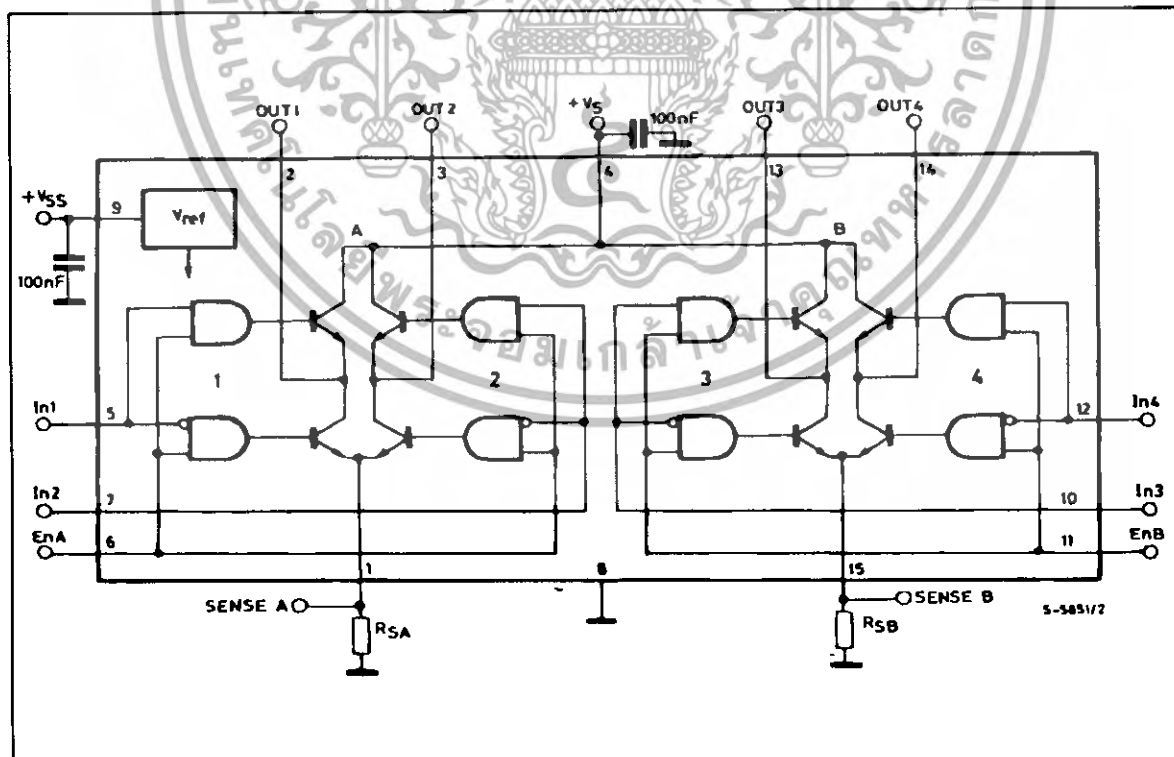 OUT1
OUT2
+Vs
100nF
OUT3
OUT4
2
3
4
13
14
+VSS
9
Vref
A
B
100nF
1
2
3
4
In1
5
12
In4
In2
7
10
In3
EnA
6
11
EnB
1
8
15
SENSE A
RSA
RSB
SENSE B
S-5851/2